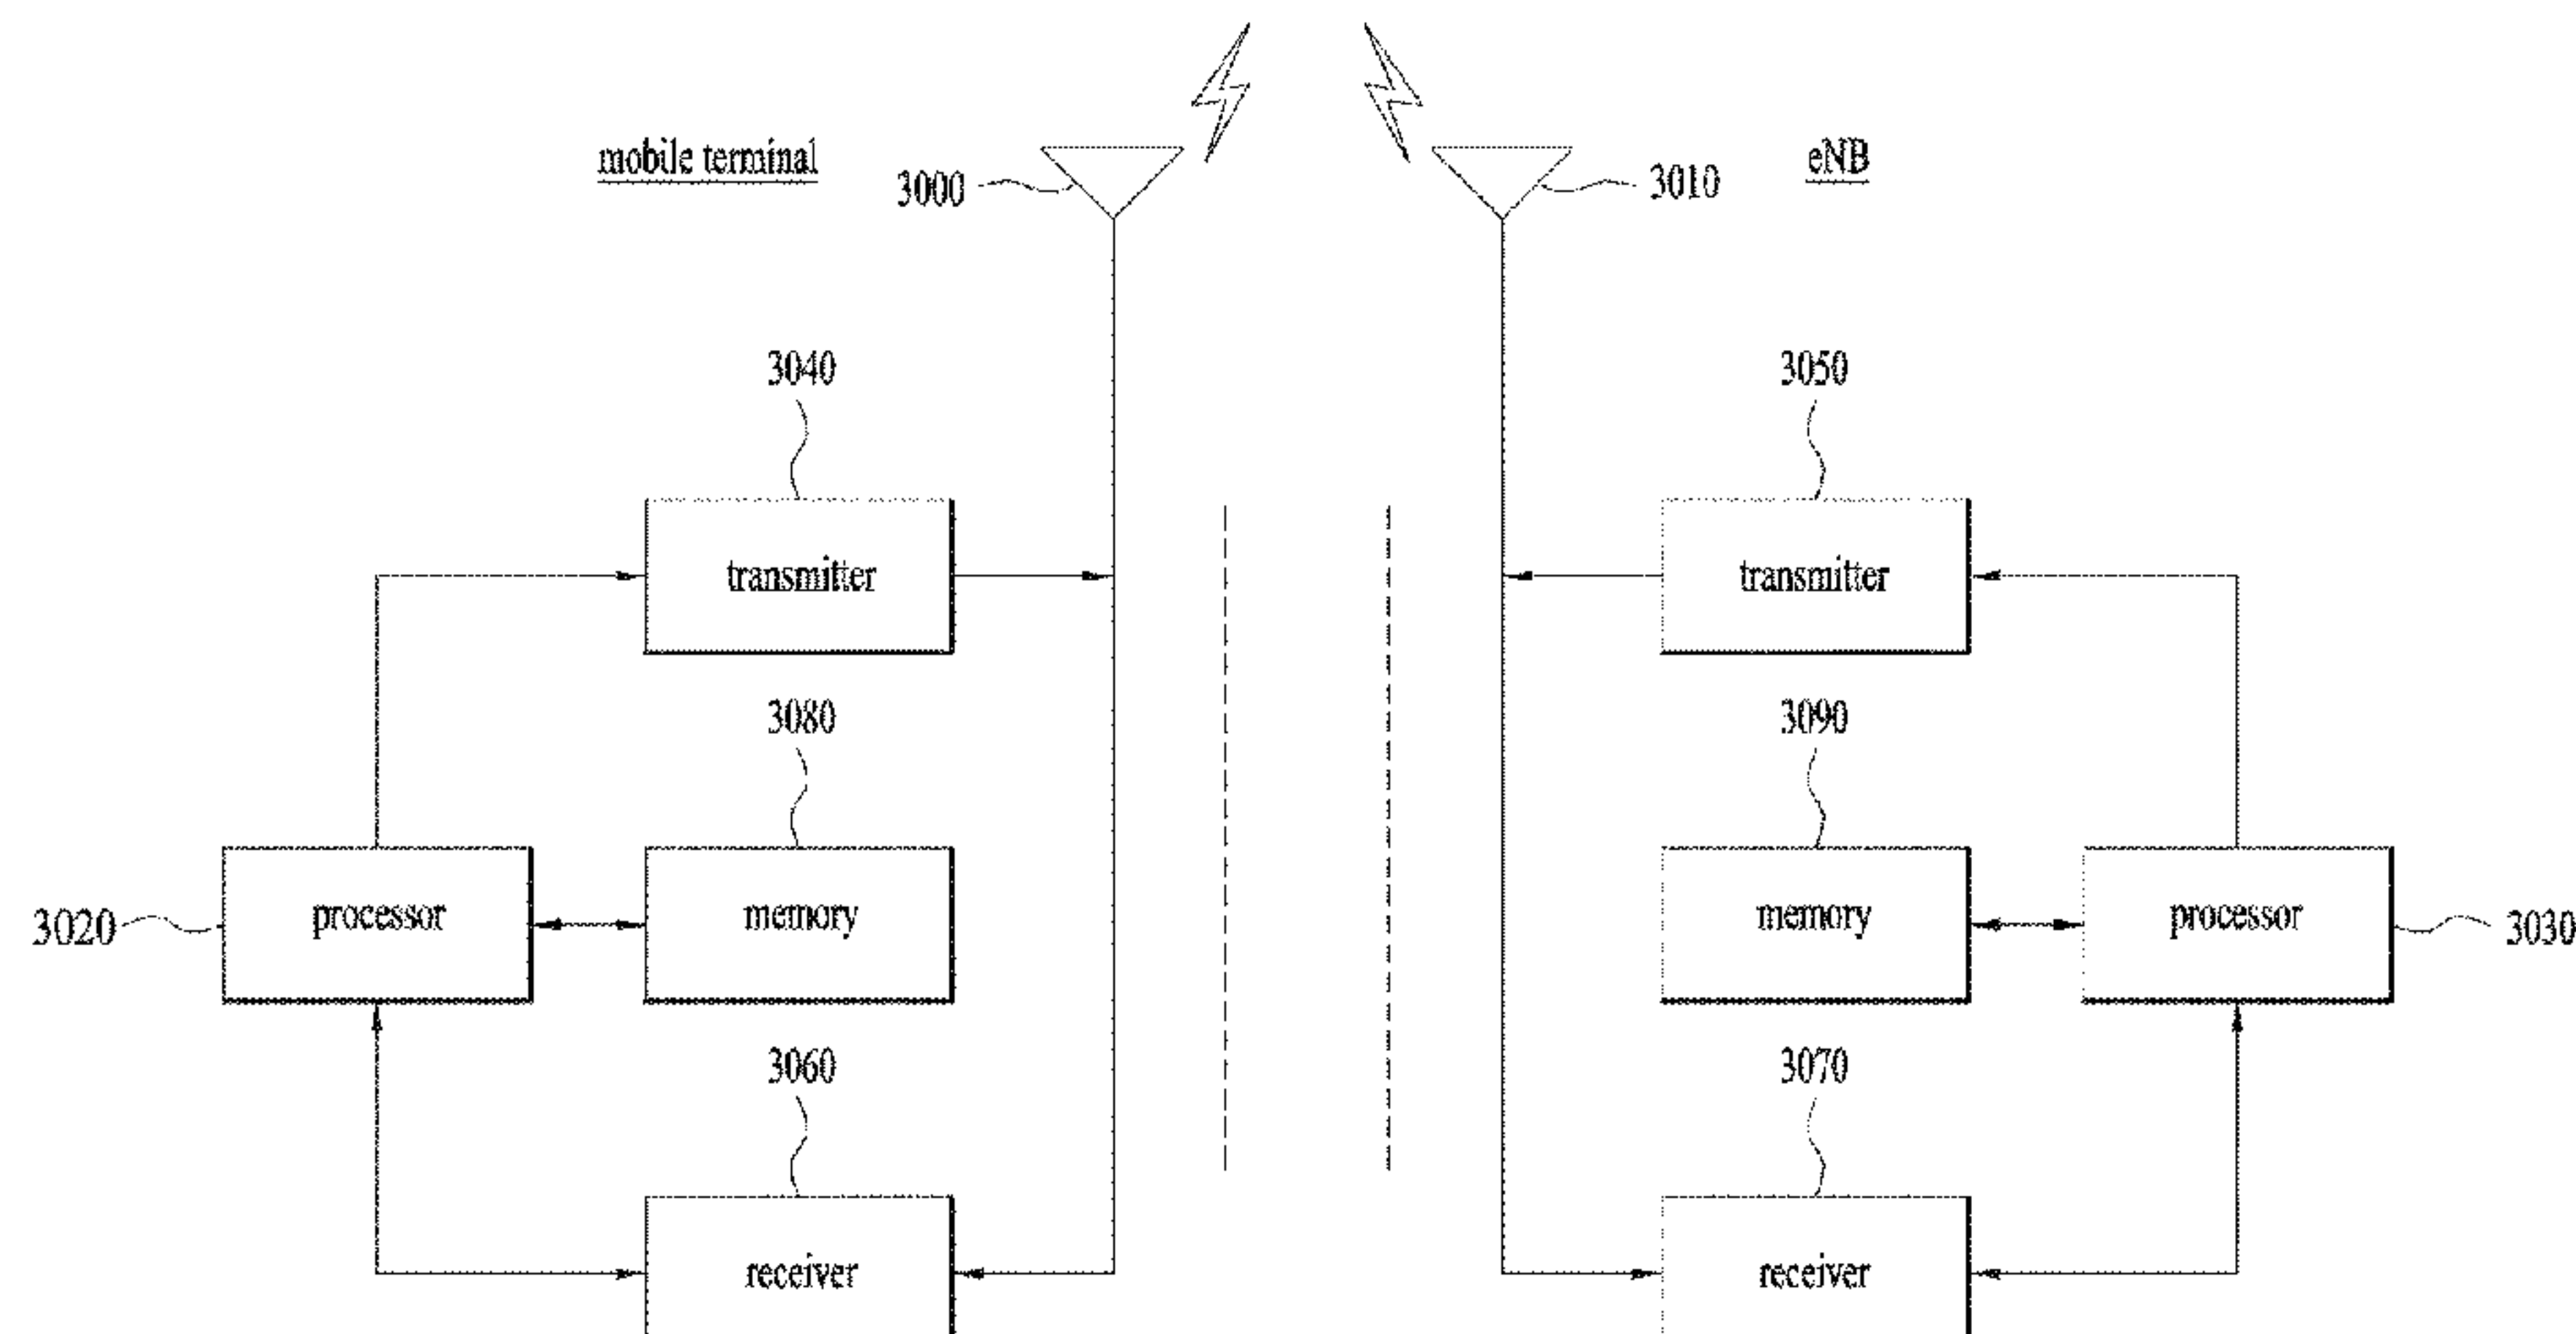 mobile terminal
3000
3010
eNB
3040
3050
transmitter
transmitter
3080
3090
3020
processor
memory
memory
processor
3030
3060
3070
receiver
receiver